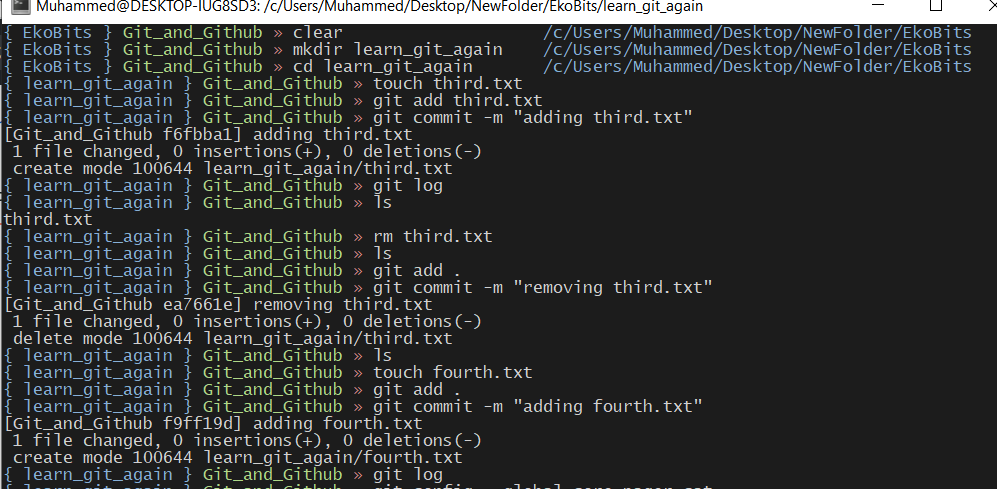 Muhammed@DESKTOP-IUG8SD3: /c/Users/Muhammed/Desktop/NewFolder/EkoBits/learn_git_again
{ EkoBits } Git_and_Github » clear /c/Users/Muhammed/Desktop/NewFolder/EkoBits
{ EkoBits } Git_and_Github » mkdir learn_git_again /c/Users/Muhammed/Desktop/NewFolder/EkoBits
{ EkoBits } Git_and_Github » cd learn_git_again /c/Users/Muhammed/Desktop/NewFolder/EkoBits
{ learn_git_again } Git_and_Github » touch third.txt
{ learn_git_again } Git_and_Github » git add third.txt
{ learn_git_again } Git_and_Github » git commit -m "adding third.txt"
[Git_and_Github f6fbba1] adding third.txt
1 file changed, 0 insertions(+), 0 deletions(-)
create mode 100644 learn_git_again/third.txt
{ learn_git_again } Git_and_Github » git log
{ learn_git_again } Git_and_Github » ls
third.txt
{ learn_git_again } Git_and_Github » rm third.txt
{ learn_git_again } Git_and_Github » ls
{ learn_git_again } Git_and_Github » git add .
{ learn_git_again } Git_and_Github » git commit -m "removing third.txt"
[Git_and_Github ea7661e] removing third.txt
1 file changed, 0 insertions(+), 0 deletions(-)
delete mode 100644 learn_git_again/third.txt
{ learn_git_again } Git_and_Github » ls
{ learn_git_again } Git_and_Github » touch fourth.txt
{ learn_git_again } Git_and_Github » git add .
{ learn_git_again } Git_and_Github » git commit -m "adding fourth.txt"
[Git_and_Github f9ff19d] adding fourth.txt
1 file changed, 0 insertions(+), 0 deletions(-)
create mode 100644 learn_git_again/fourth.txt
{ learn_git_again } Git_and_Github » git log